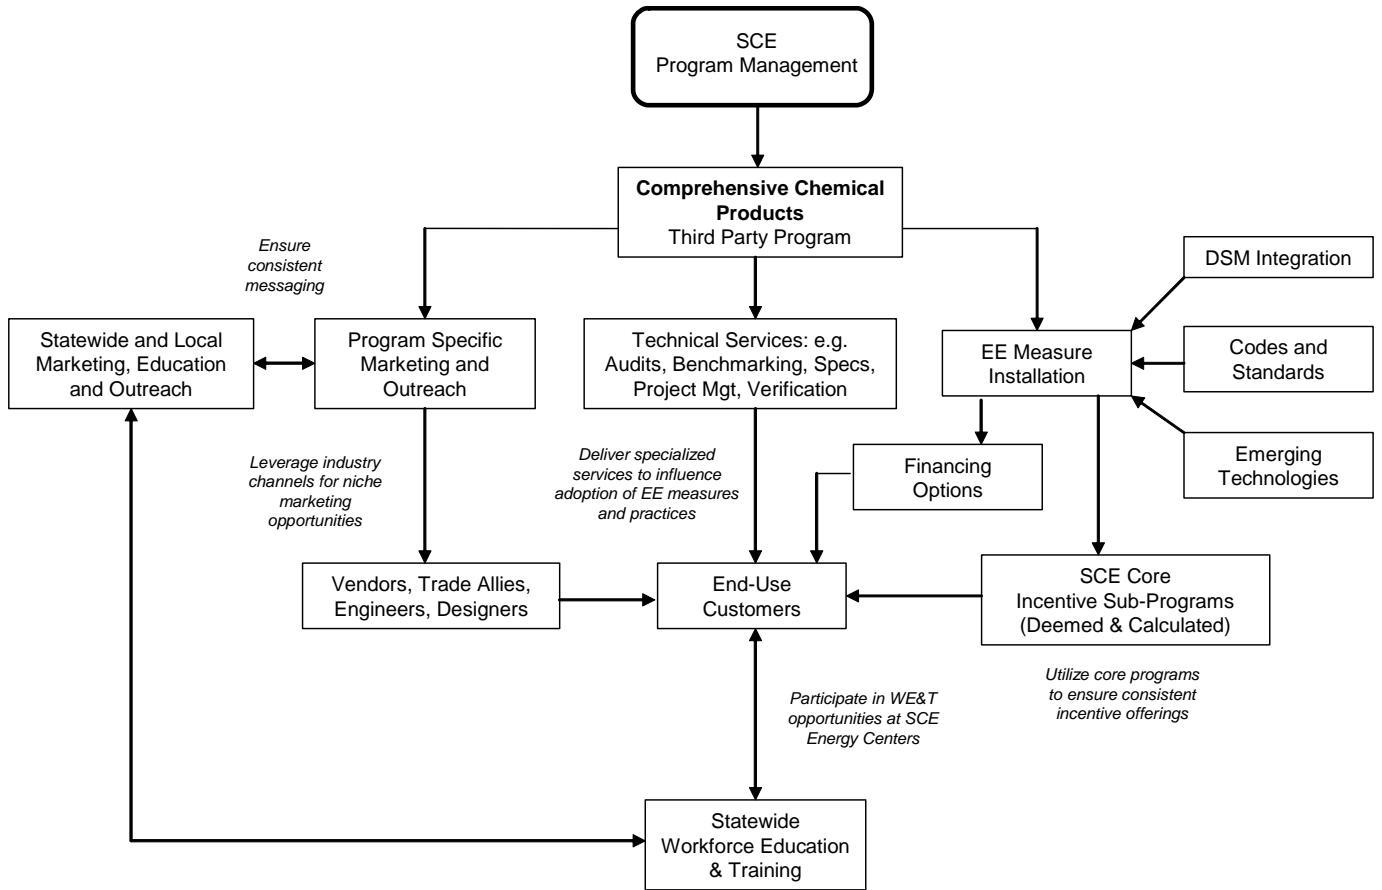 SCE
Program Management
Comprehensive Chemical
Products
Third Party Program
Ensure
consistent
messaging
DSM Integration
Statewide and Local
Marketing, Education
and Outreach
Program Specific
Marketing and
Outreach
Technical Services: e.g.
Audits, Benchmarking, Specs,
Project Mgt, Verification
EE Measure
Installation
Codes and
Standards
Leverage industry
channels for niche
marketing
opportunities
Deliver specialized
services to influence
adoption of EE measures
and practices
Financing
Options
Emerging
Technologies
Vendors, Trade Allies,
Engineers, Designers
End-Use
Customers
SCE Core
Incentive Sub-Programs
(Deemed & Calculated)
Participate in WE&T
opportunities at SCE
Energy Centers
Utilize core programs
to ensure consistent
incentive offerings
Statewide
Workforce Education
& Training